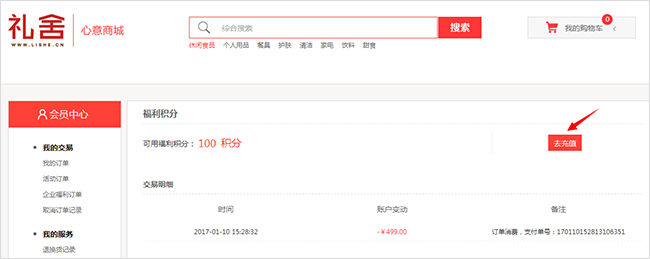 礼舍
WWW.LISHE.CN
心意商城
综合搜索
搜索
休闲食品 个人用品 餐具 护肤 清洁 家电 饮料 甜食
0
我的购物车 <
会员中心
我的交易
我的订单
活动订单
企业福利订单
取消订单记录
我的服务
退换货记录
福利积分
可用福利积分： 100 积分
去充值
交易明细
时间 账户变动 备注
2017-01-10 15:28:32 -￥499.00 订单消费，支付单号：170110152813106351